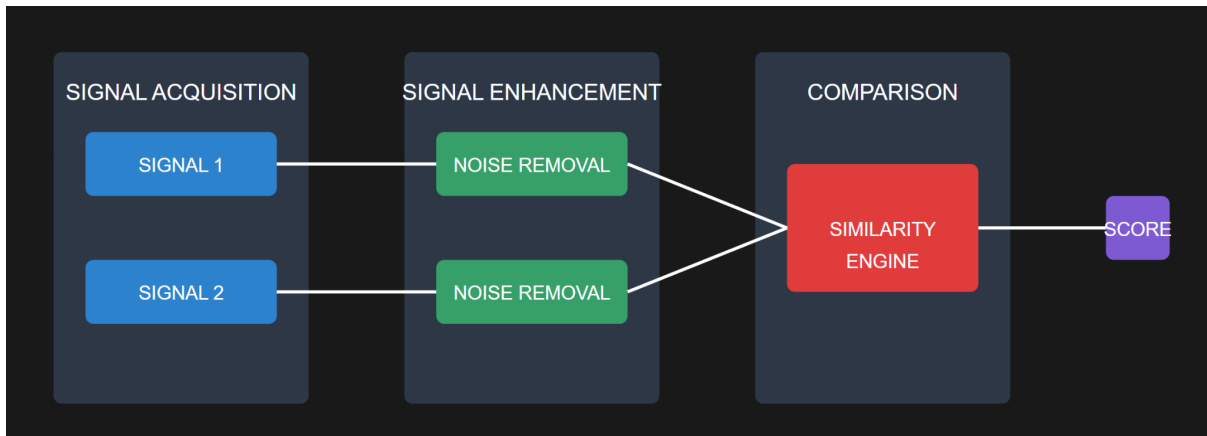 SIGNAL ACQUISITION
SIGNAL ENHANCEMENT
COMPARISON
SIGNAL 1
NOISE REMOVAL
SIMILARITY
ENGINE
SCORE
SIGNAL 2
NOISE REMOVAL